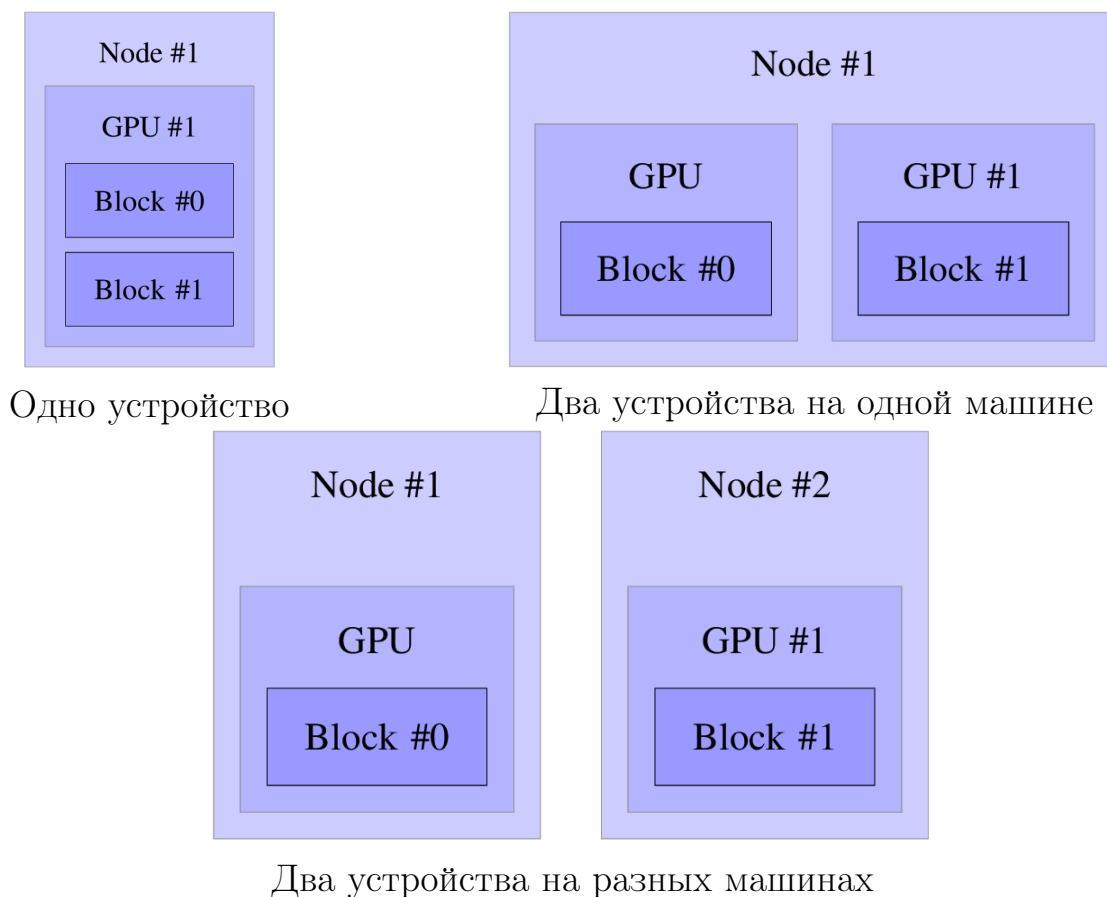 Node #1
GPU #1
Block #0
Block #1
Одно устройство
Node #1
GPU
Block #0
GPU #1
Block #1
Два устройства на одной машине
Node #1
GPU
Block #0
Node #2
GPU #1
Block #1
Два устройства на разных машинах